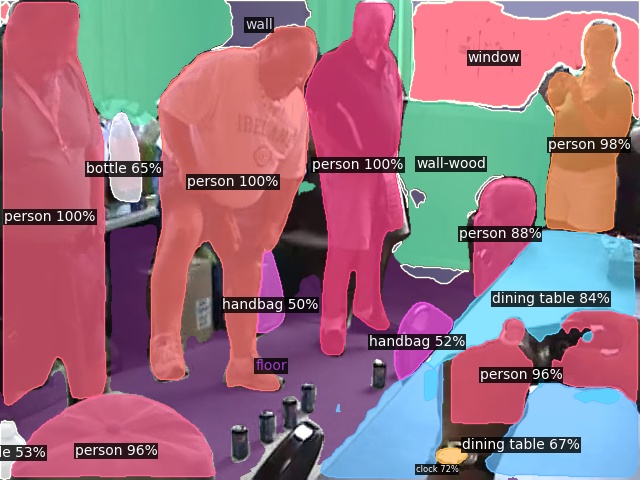 wall
window
person 98%
bottle 65%
person 100%
person 100%
wall-wood
person 100%
person 88%
handbag 50%
dining table 84%
handbag 52%
floor
person 96%
person 96%
le 53%
dining table 67%
clock 72%